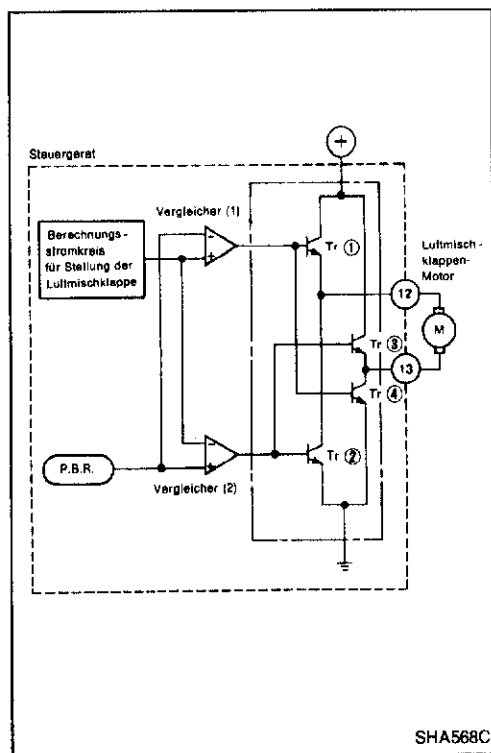 Steuergerat
Vergleicher (1)
Berechnungs-
stromkreis
für Stellung der
Luftmischklappe
Tr ①
Luftmisch-
klappen-
Motor
12
M
Tr ③
13
Tr ④
P.B.R.
Tr ②
Vergleicher (2)
SHA568C